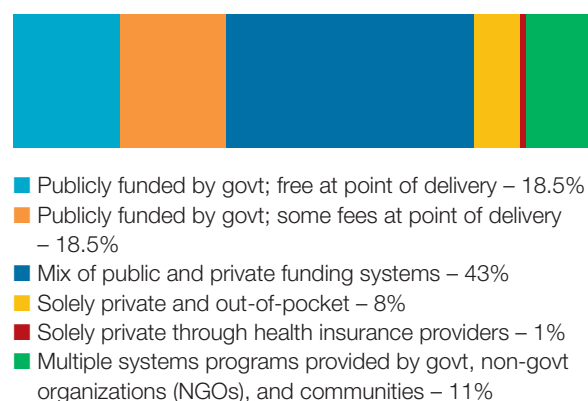 Publicly funded by govt; free at point of delivery – 18.5%
Publicly funded by govt; some fees at point of delivery
– 18.5%
Mix of public and private funding systems – 43%
Solely private and out-of-pocket – 8%
Solely private through health insurance providers – 1%
Multiple systems programs provided by govt, non-govt
organizations (NGOs), and communities – 11%